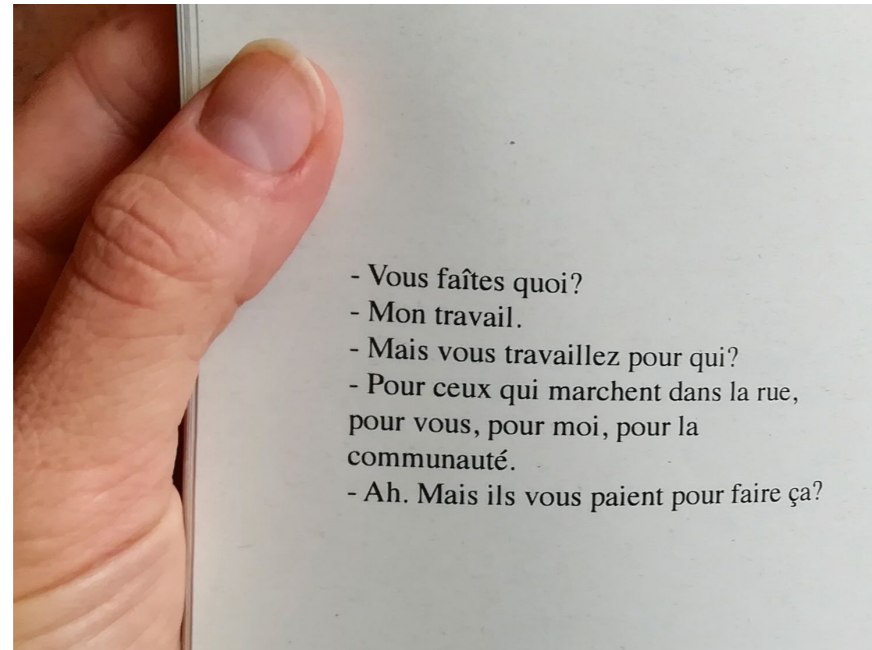 - Vous faîtes quoi?
- Mon travail.
- Mais vous travaillez pour qui?
- Pour ceux qui marchent dans la rue,
pour vous, pour moi, pour la
communauté.
- Ah. Mais ils vous paient pour faire ça?